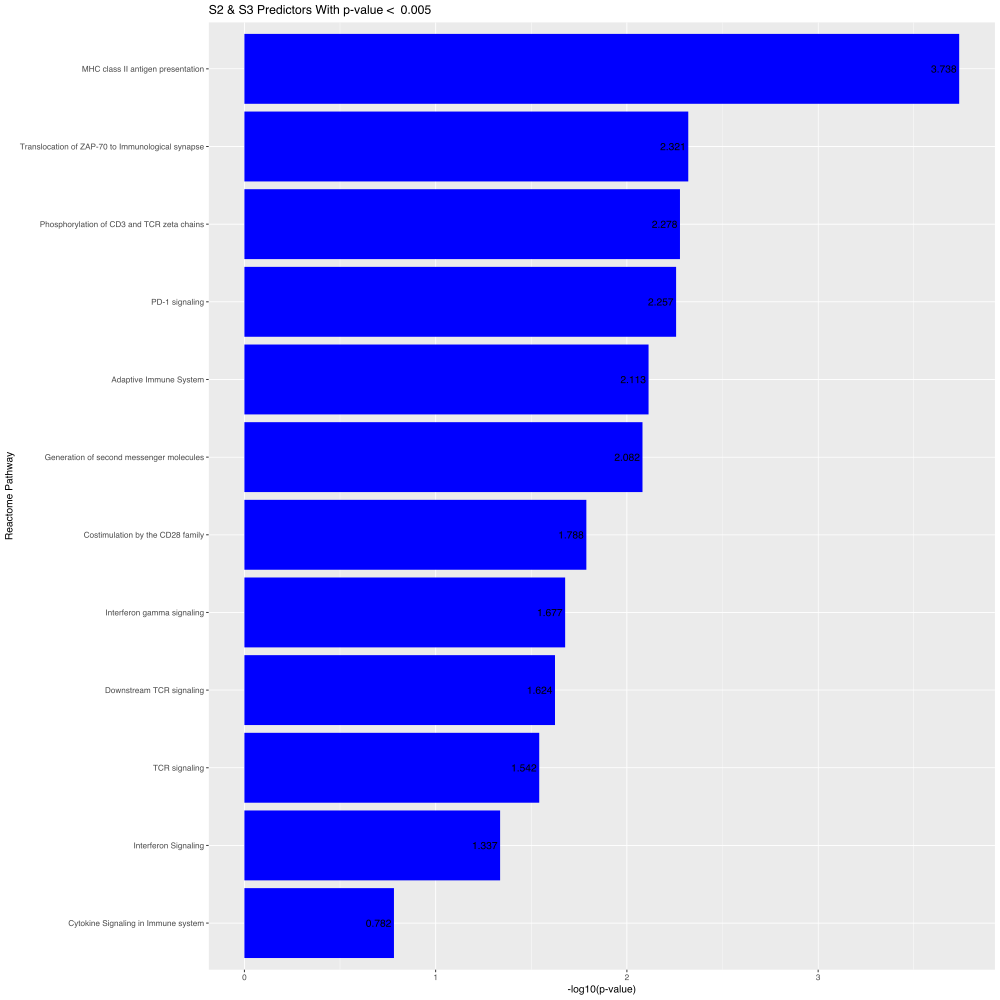 S2 & S3 Predictors With p-value < 0.005
Reactome Pathway
MHC class II antigen presentation 3.738
Translocation of ZAP-70 to Immunological synapse 2.321
Phosphorylation of CD3 and TCR zeta chains 2.278
PD-1 signaling 2.257
Adaptive Immune System 2.113
Generation of second messenger molecules 2.082
Costimulation by the CD28 family 1.788
Interferon gamma signaling 1.677
Downstream TCR signaling 1.624
TCR signaling
Interferon Signaling 1.337
Cytokine Signaling in Immune system 0.782
0 1 2 3
-log10(p-value)